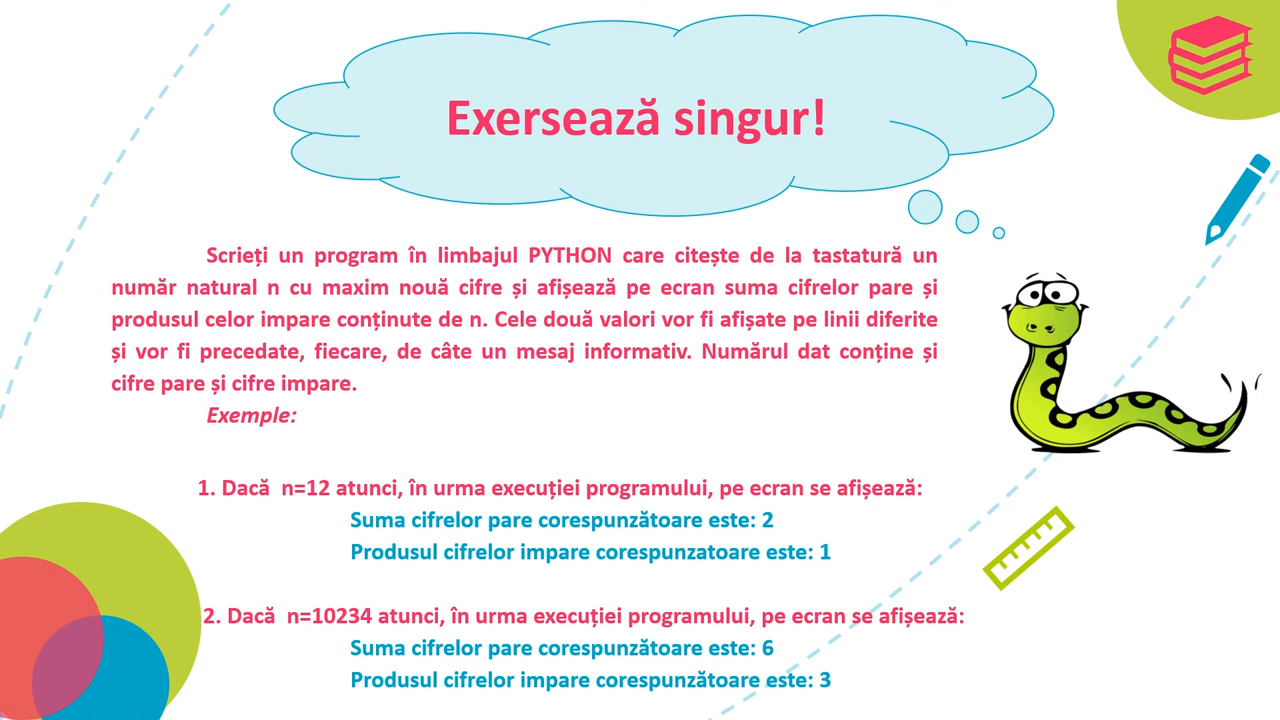 Exersează singur!
Scrieți un program în limbajul PYTHON care citește de la tastatură un
număr natural n cu maxim nouă cifre și afișează pe ecran suma cifrelor pare și
produsul celor impare conținute de n. Cele două valori vor fi afișate pe linii diferite
și vor fi precedate, fiecare, de câte un mesaj informativ. Numărul dat conține și
cifre pare și cifre impare.
Exemple:
1. Dacă n=12 atunci, în urma execuției programului, pe ecran se afișează:
Suma cifrelor pare corespunzătoare este: 2
Produsul cifrelor impare corespunzatoare este: 1
2. Dacă n=10234 atunci, în urma execuției programului, pe ecran se afișează:
Suma cifrelor pare corespunzătoare este: 6
Produsul cifrelor impare corespunzătoare este: 3